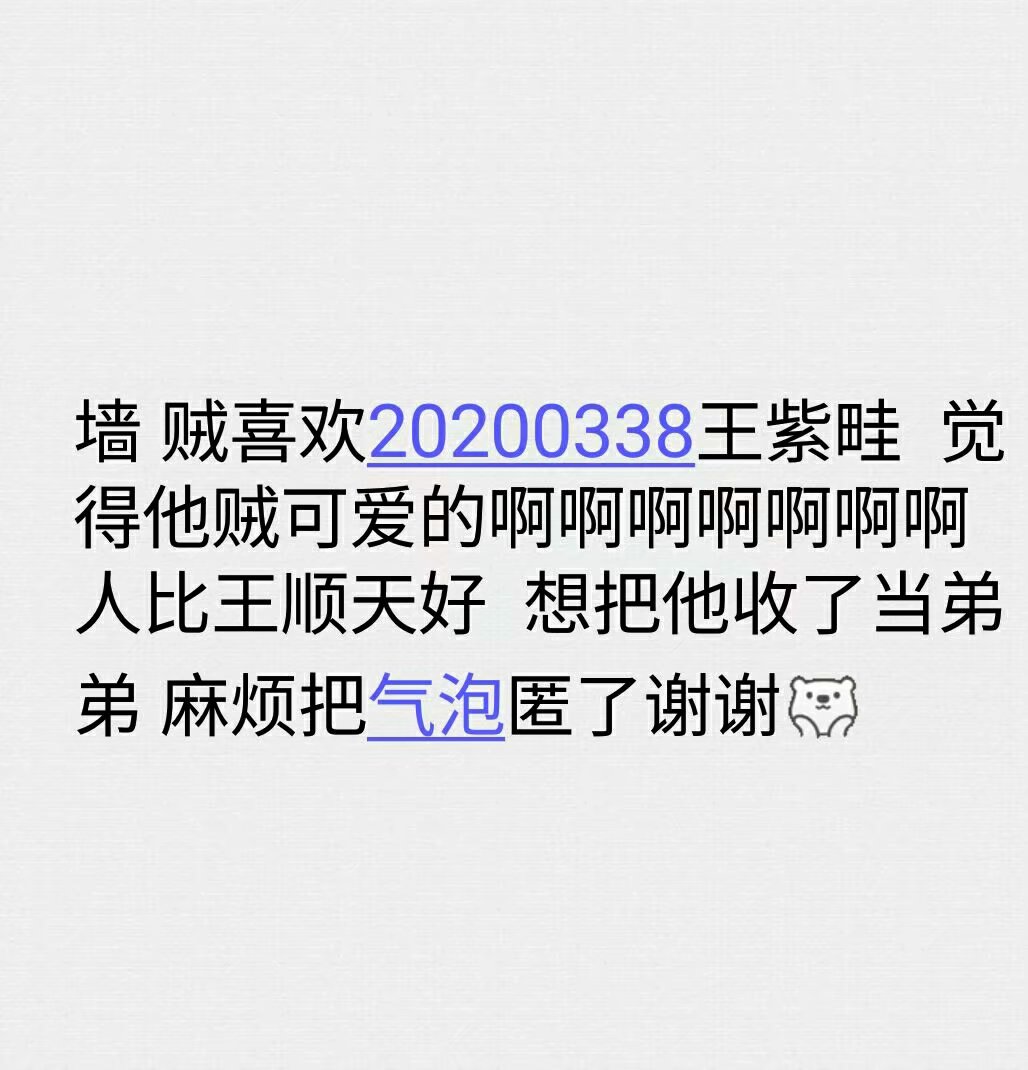 墙 贼喜欢20200338王紫畦 觉
得他贼可爱的啊啊啊啊啊啊啊
人比王顺天好 想把他收了当弟
弟 麻烦把气泡匿了谢谢